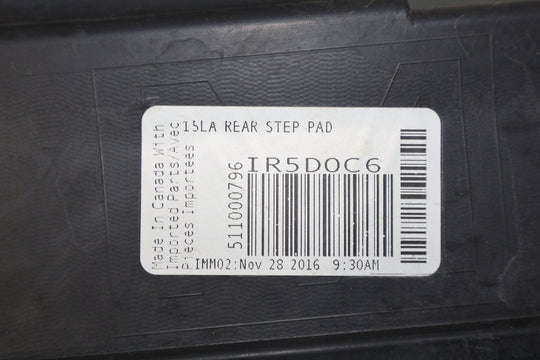 15LA REAR STEP PAD
Made In Canada With
Imported Parts/Avec
Pieces Importees
511000796
IR5DOC6
IMM02:Nov 28 2016 9:30AM